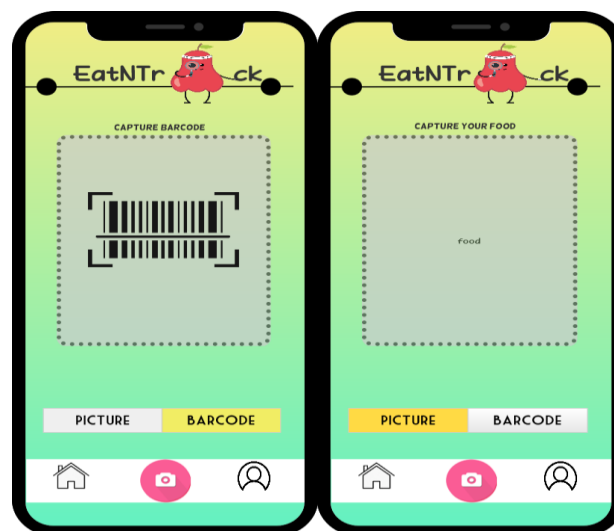 EatNTr ck
CAPTURE BARCODE
PICTURE
BARCODE
EatNTr ck
CAPTURE YOUR FOOD
food
PICTURE
BARCODE